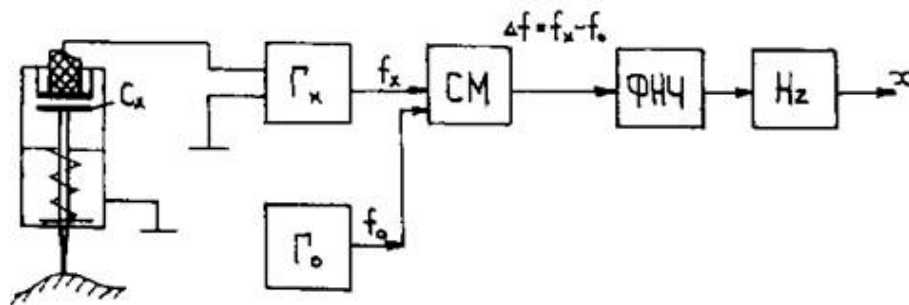 Δf = fₓ - f₀
Cₓ
Гₓ
fₓ
СМ
ФНЧ
Hz
x
Г₀
f₀